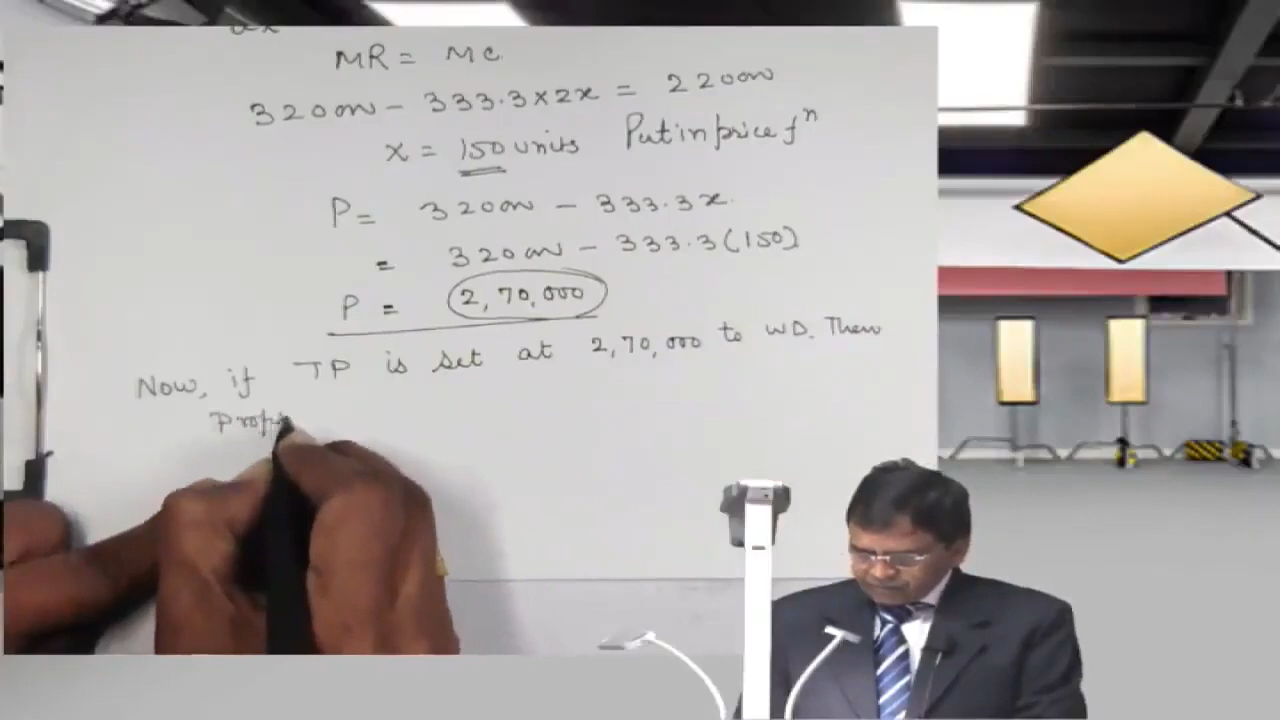 dx
MR = MC
320000 - 333.3×2x = 220000
x = 150 units Put in price fⁿ
P = 320000 - 333.3x.
= 320000 - 333.3(150)
P = 2,70,000
Now, if TP is set at 2,70,000 to WD. Then